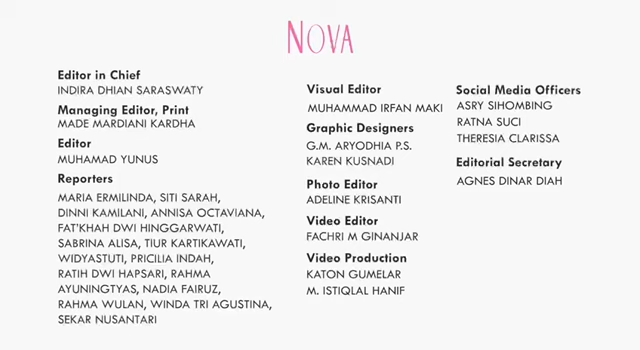 NOVA
Editor in Chief
INDIRA DHIAN SARASWATY
Managing Editor, Print
MADE MARDIANI KARDHA
Editor
MUHAMAD YUNUS
Reporters
MARIA ERMILINDA, SITI SARAH,
DINNI KAMILANI, ANNISA OCTAVIANA,
FAT'KHAH DWI HINGGARWATI,
SABRINA ALISA, TIUR KARTIKAWATI,
WIDYASTUTI, PRICILIA INDAH,
RATIH DWI HAPSARI, RAHMA
AYUNINGTYAS, NADIA FAIRUZ,
RAHMA WULAN, WINDA TRI AGUSTINA,
SEKAR NUSANTARI
Visual Editor
MUHAMMAD IRFAN MAKI
Graphic Designers
G.M. ARYODHIA P.S.
KAREN KUSNADI
Photo Editor
ADELINE KRISANTI
Video Editor
FACHRI M GINANJAR
Video Production
KATON GUMELAR
M. ISTIQLAL HANIF
Social Media Officers
ASRY SIHOMBING
RATNA SUCI
THERESIA CLARISSA
Editorial Secretary
AGNES DINAR DIAH